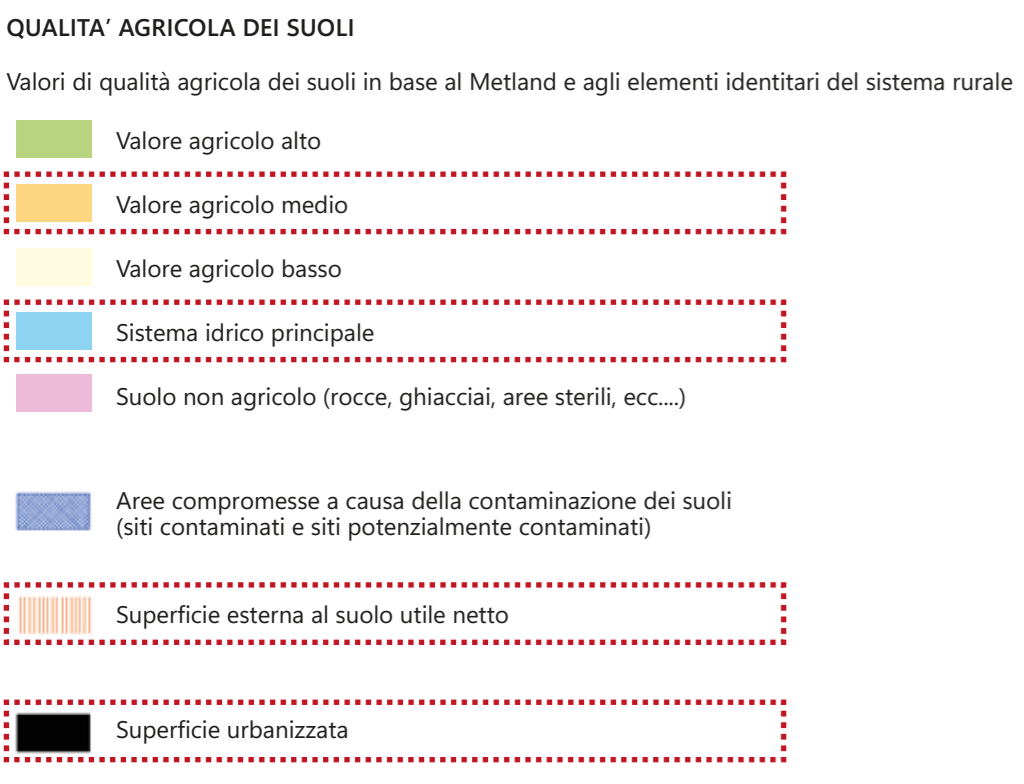 QUALITA’ AGRICOLA DEI SUOLI
Valori di qualità agricola dei suoli in base al Metland e agli elementi identitari del sistema rurale
Valore agricolo alto
Valore agricolo medio
Valore agricolo basso
Sistema idrico principale
Suolo non agricolo (rocce, ghiacciai, aree sterili, ecc....)
Aree compromesse a causa della contaminazione dei suoli
(siti contaminati e siti potenzialmente contaminati)
Superficie esterna al suolo utile netto
Superficie urbanizzata